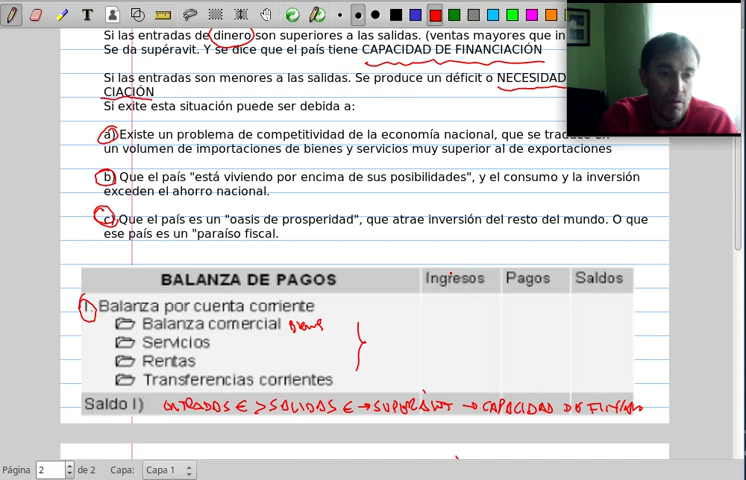 Si las entradas de dinero son superiores a las salidas. (ventas mayores que in
Se da supéravit. Y se dice que el país tiene CAPACIDAD DE FINANCIACIÓN
Si las entradas son menores a las salidas. Se produce un déficit o NECESIDAD
CIACIÓN
Si exite esta situación puede ser debida a:
a) Existe un problema de competitividad de la economía nacional, que se traduce en
un volumen de importaciones de bienes y servicios muy superior al de exportaciones
b) Que el país "está viviendo por encima de sus posibilidades", y el consumo y la inversión
exceden el ahorro nacional.
c) Que el país es un "oasis de prosperidad", que atrae inversión del resto del mundo. O que
ese país es un "paraíso fiscal.
BALANZA DE PAGOS Ingresos Pagos Saldos
1. Balanza por cuenta corriente
Balanza comercial
Servicios
Rentas
Transferencias corrientes
Saldo I) ENTRADAS € > SALIDAS € → SUPERÁVIT → CAPACIDAD DE
Página 2 de 2 Capa: Capa 1